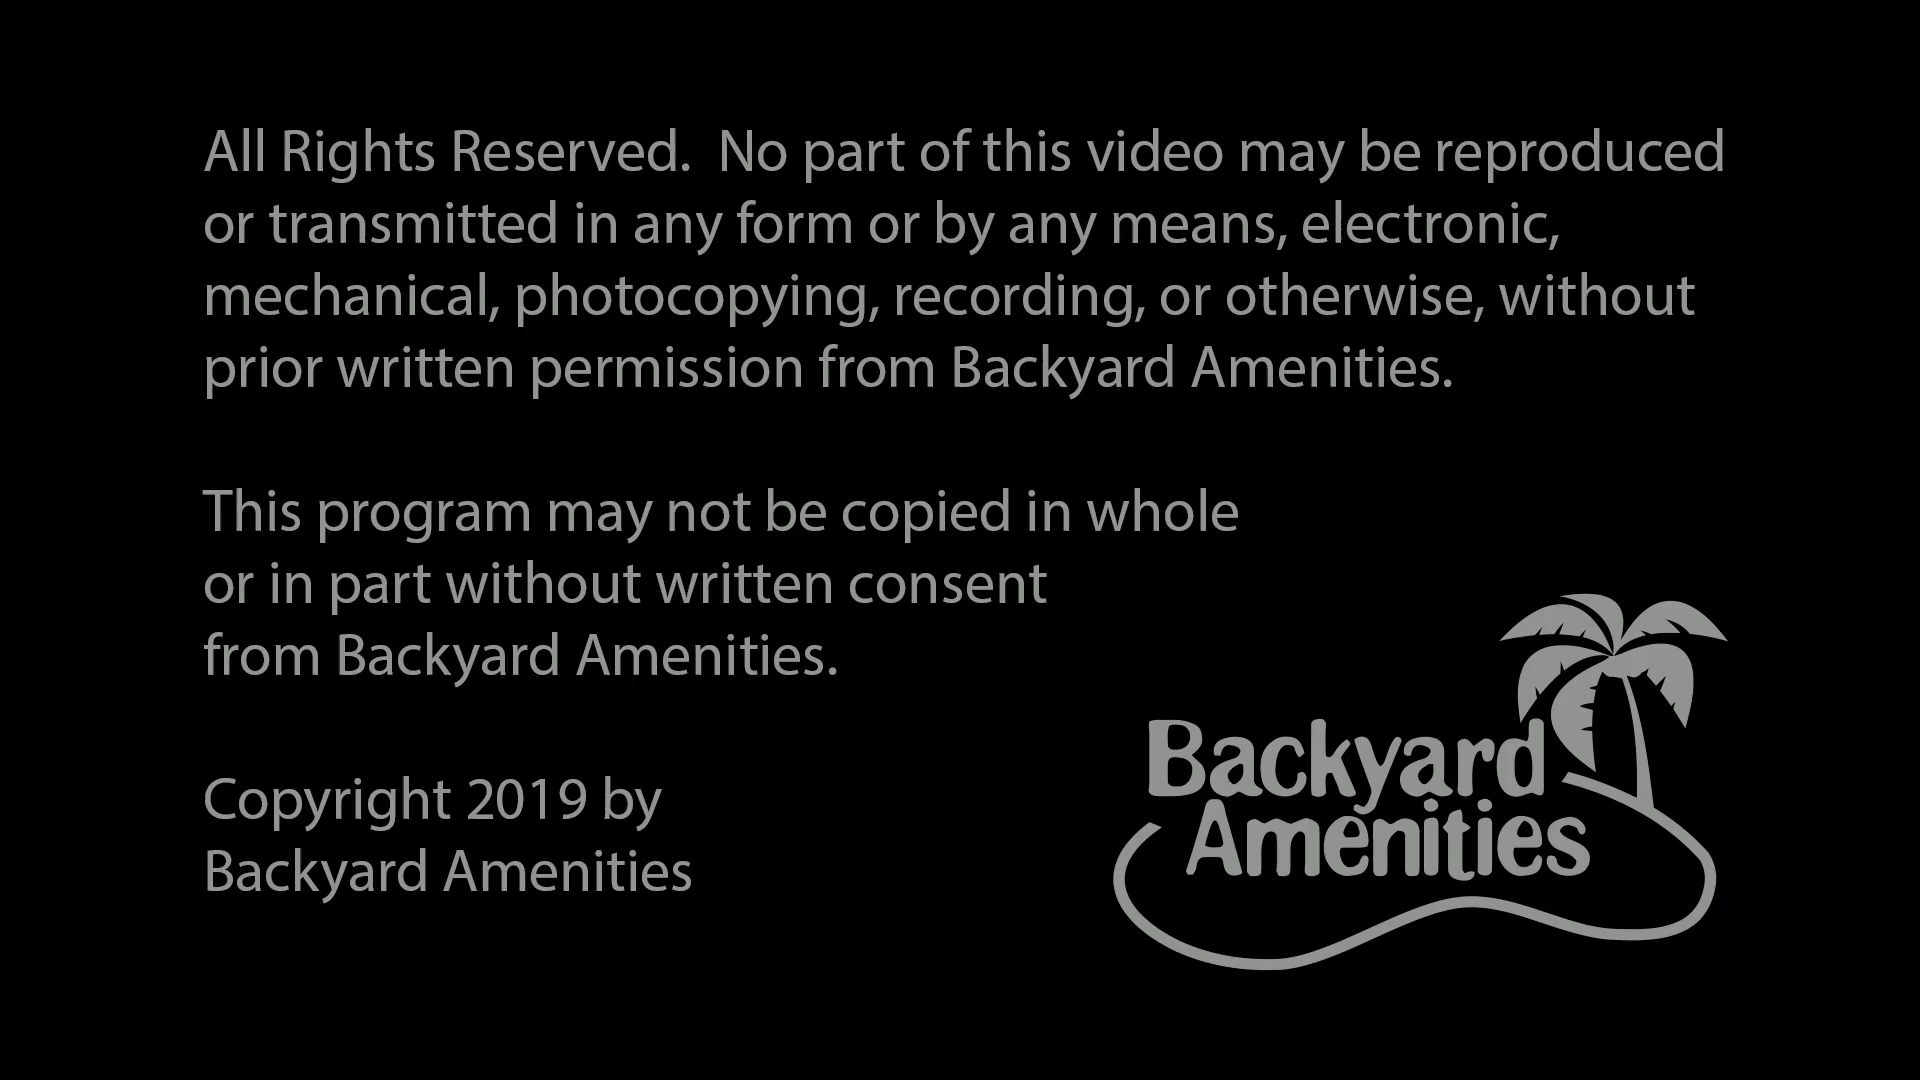 All Rights Reserved.  No part of this video may be reproduced
or transmitted in any form or by any means, electronic,
mechanical, photocopying, recording, or otherwise, without
prior written permission from Backyard Amenities.
This program may not be copied in whole
or in part without written consent
from Backyard Amenities.
Copyright 2019 by
Backyard Amenities
Backyard
Amenities